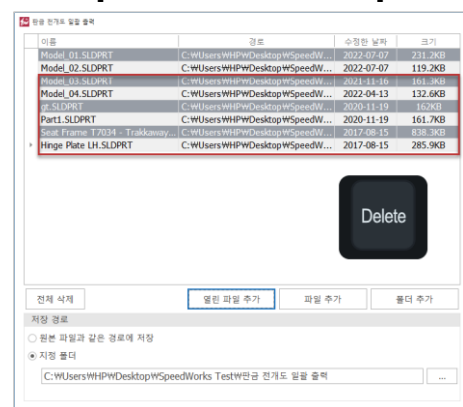 판금 전개도 일괄 출력
이름 경로 수정한 날짜 크기
Model_01.SLDPRT C:₩Users₩HP₩Desktop₩SpeedW... 2022-07-07 231.2KB
Model_02.SLDPRT C:₩Users₩HP₩Desktop₩SpeedW... 2022-07-07 119.2KB
Model_03.SLDPRT C:₩Users₩HP₩Desktop₩SpeedW... 2021-11-16 161.3KB
Model_04.SLDPRT C:₩Users₩HP₩Desktop₩SpeedW... 2022-04-13 132.6KB
gt.SLDPRT C:₩Users₩HP₩Desktop₩SpeedW... 2020-11-19 162KB
Part1.SLDPRT C:₩Users₩HP₩Desktop₩SpeedW... 2020-11-19 161.7KB
Seat Frame T7034 - Trakkaway... C:₩Users₩HP₩Desktop₩SpeedW... 2017-08-15 838.3KB
Hinge Plate LH.SLDPRT C:₩Users₩HP₩Desktop₩SpeedW... 2017-08-15 285.9KB
Delete
전체 삭제 열린 파일 추가 파일 추가 폴더 추가
저장 경로
원본 파일과 같은 경로에 저장
지정 폴더
C:₩Users₩HP₩Desktop₩SpeedWorks Test₩판금 전개도 일괄 출력 ...